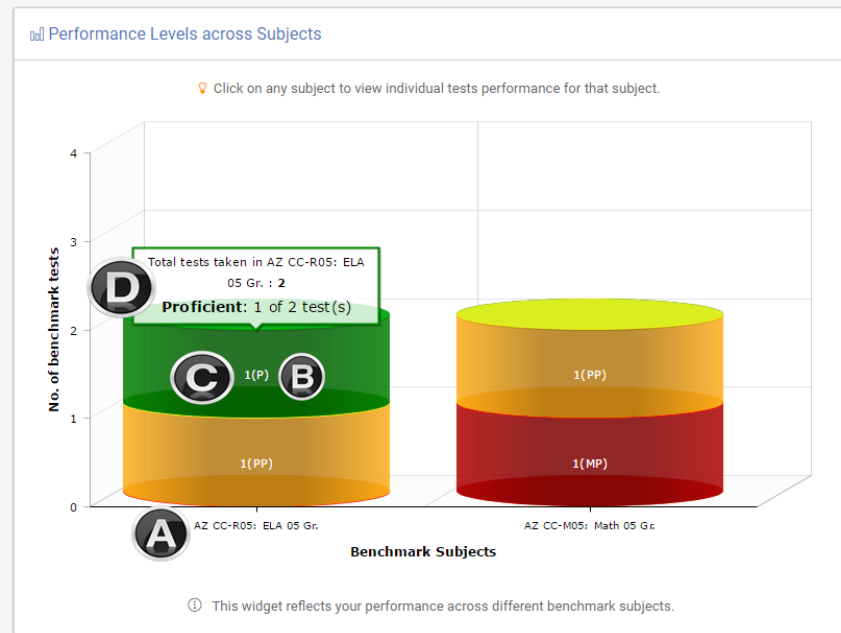 Performance Levels across Subjects
Click on any subject to view individual tests performance for that subject.
No. of benchmark tests
4
3
2
1
0
Total tests taken in AZ CC-R05: ELA
05 Gr. : 2
Proficient: 1 of 2 test(s)
D
C
1(P)
B
1(PP)
1(PP)
1(MP)
A
AZ CC-R05: ELA 05 Gr.
AZ CC-M05: Math 05 Gr.
Benchmark Subjects
This widget reflects your performance across different benchmark subjects.